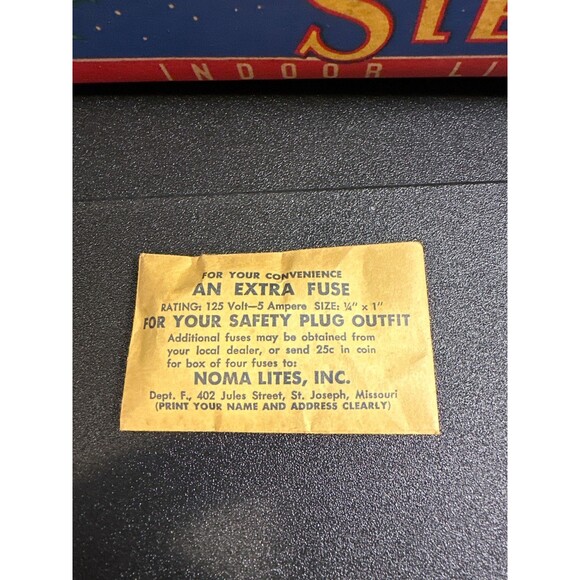 INDOOR
FOR YOUR CONVENIENCE
AN EXTRA FUSE
RATING: 125 Volt—5 Ampere SIZE: ¼" x 1"
FOR YOUR SAFETY PLUG OUTFIT
Additional fuses may be obtained from
your local dealer, or send 25c in coin
for box of four fuses to:
NOMA LITES, INC.
Dept. F., 402 Jules Street, St. Joseph, Missouri
(PRINT YOUR NAME AND ADDRESS CLEARLY)